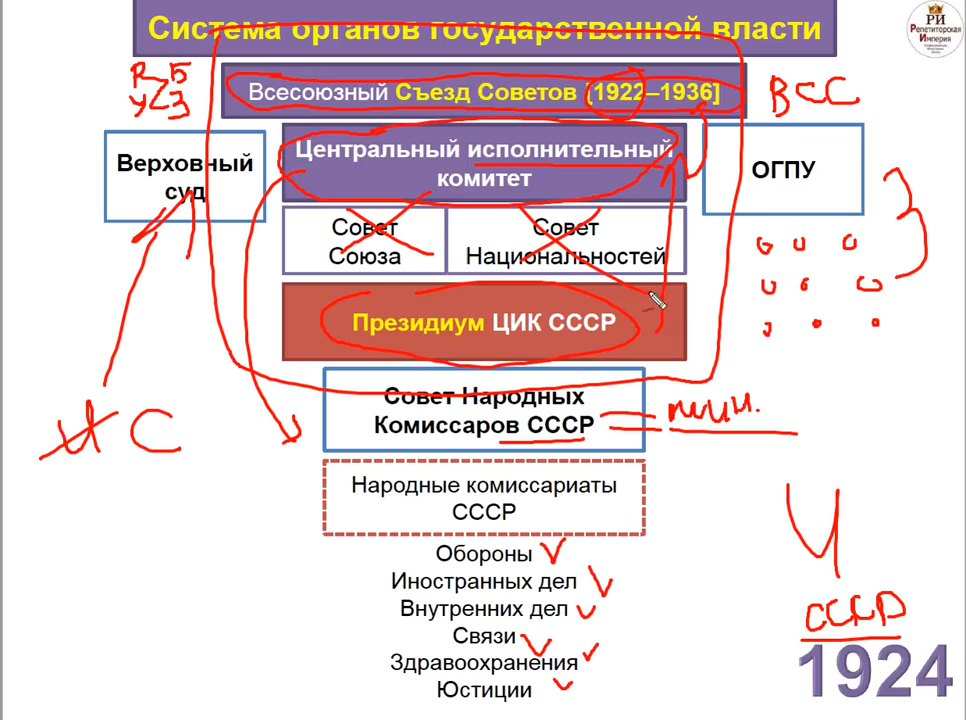 Система органов государственной власти
РИ
Репетиторская
Империя
Всесоюзный Съезд Советов [1922–1936]
ВСС
Верховный
суд
Центральный исполнительный
комитет
ОГПУ
Совет
Союза
Совет
Национальностей
Президиум ЦИК СССР
Совет Народных
Комиссаров СССР
мин.
Народные комиссариаты
СССР
Обороны
Иностранных дел
Внутренних дел
Связи
Здравоохранения
Юстиции
СССР
1924